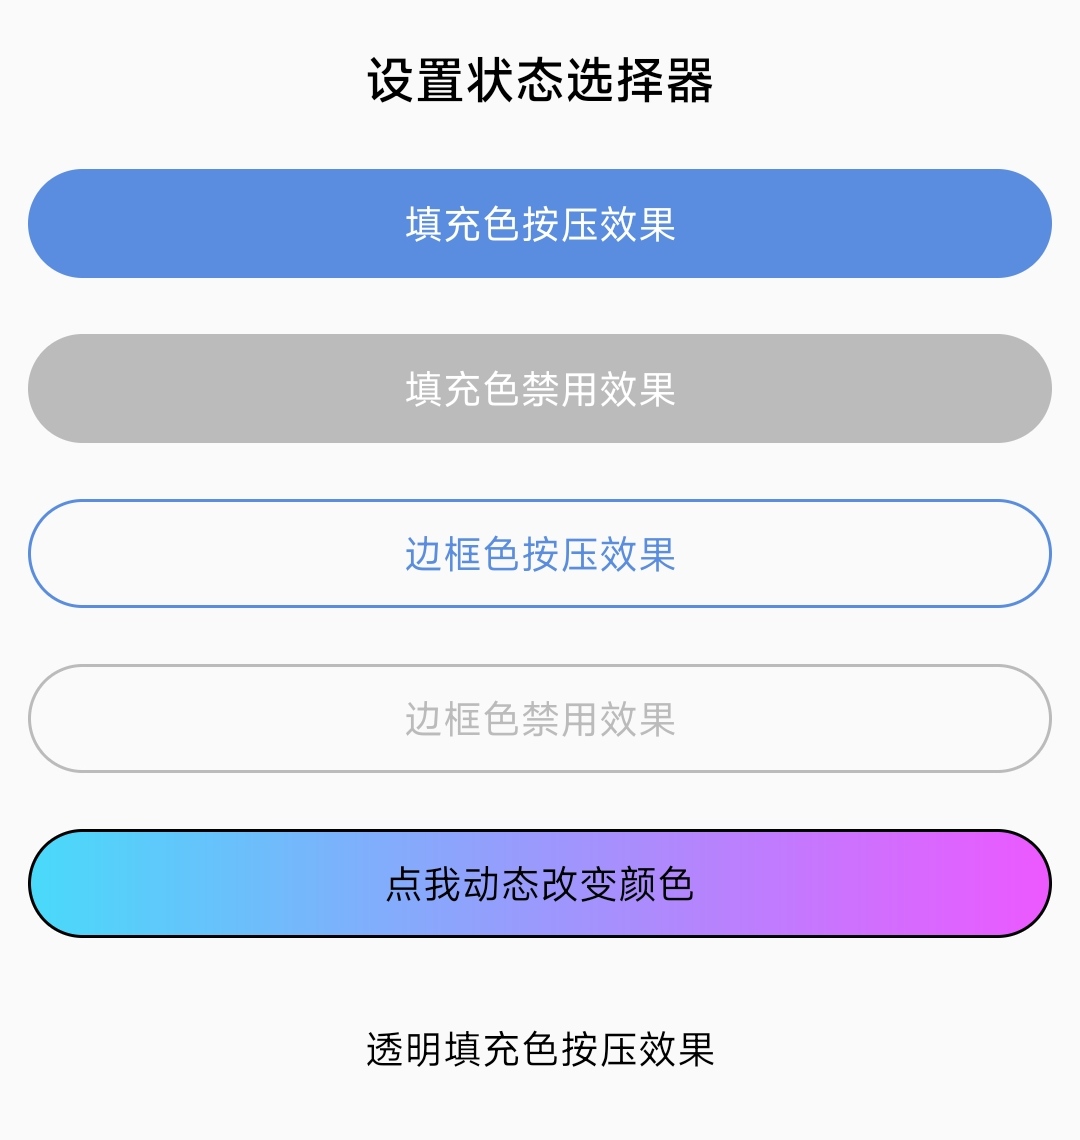 设置状态选择器
填充色按压效果
填充色禁用效果
边框色按压效果
边框色禁用效果
点我动态改变颜色
透明填充色按压效果